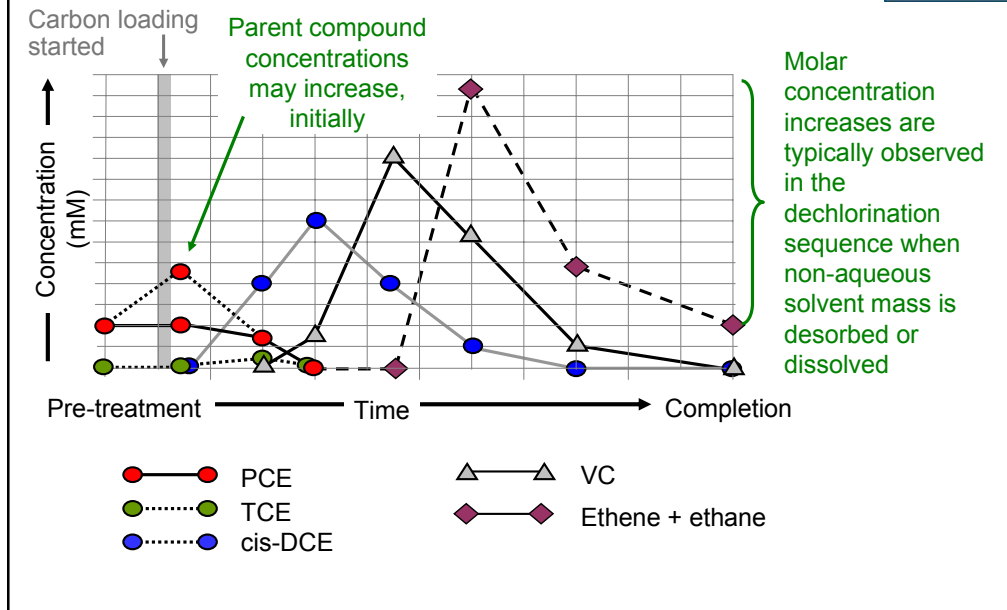 Carbon loading
started
Parent compound
concentrations
may increase,
initially
Concentration
(mM)
Molar
concentration
increases are
typically observed
in the
dechlorination
sequence when
non-aqueous
solvent mass is
desorbed or
dissolved
Pre-treatment
Time
Completion
PCE
TCE
cis-DCE
VC
Ethene + ethane